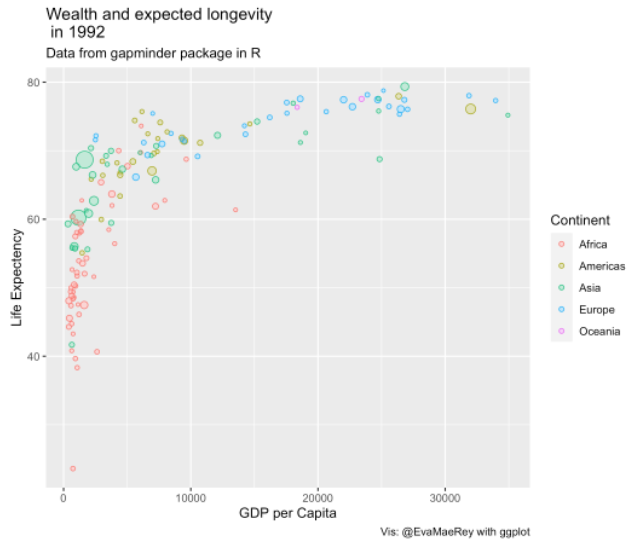 Wealth and expected longevity
in 1992
Data from gapminder package in R
80
60
40
Life Expectency
0
10000
20000
30000
GDP per Capita
Continent
Africa
Americas
Asia
Europe
Oceania
Vis: @EvaMaeRey with ggplot